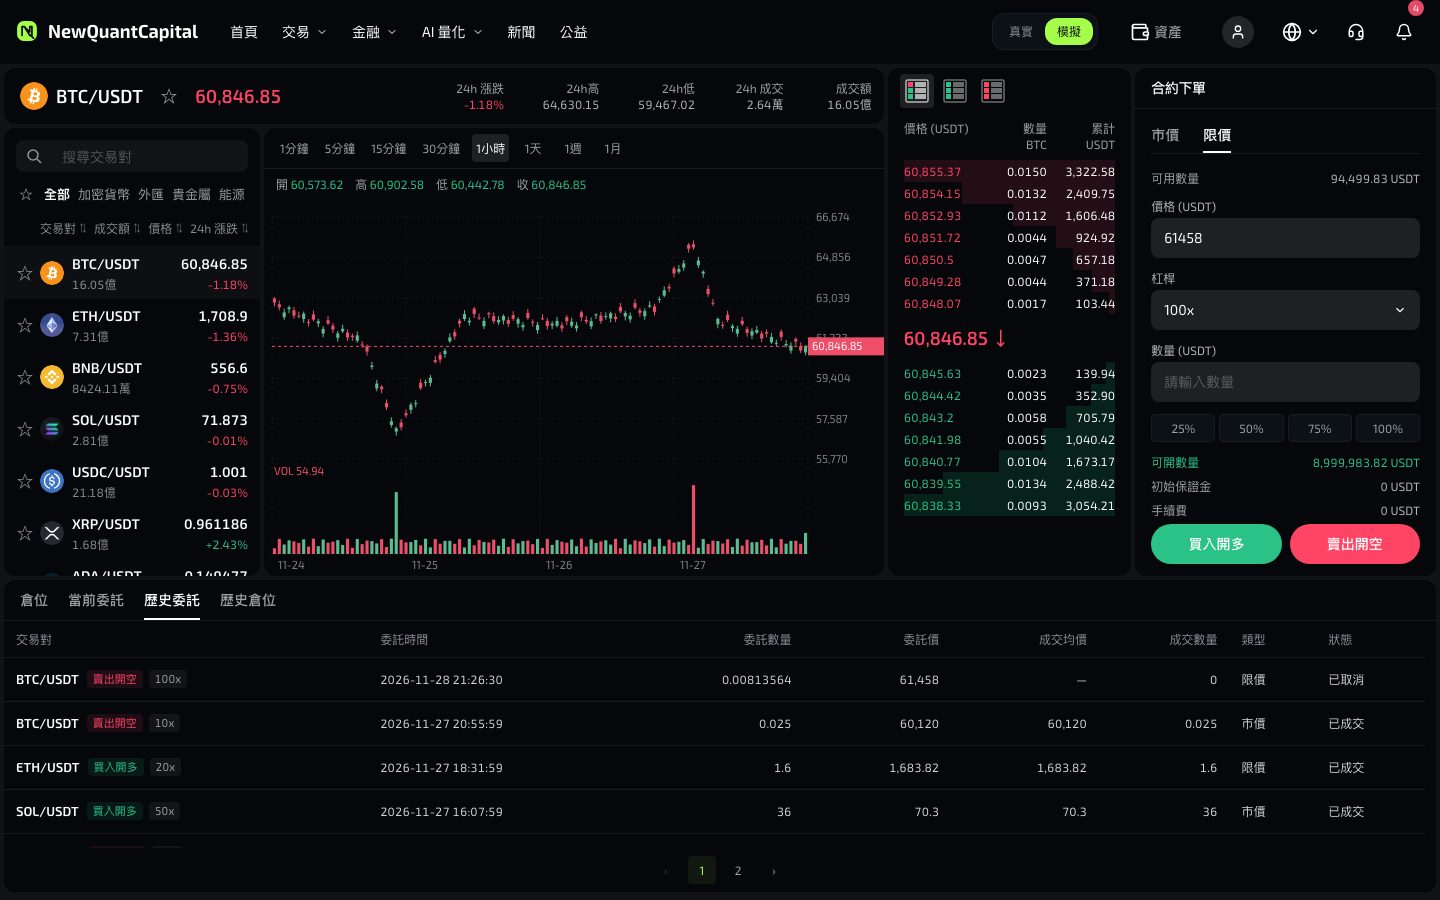 NewQuantCapital 首頁 交易 金融 AI 量化 新聞 公益 真實 模擬 資產 4
BTC/USDT 60,846.85
24h 漲跌 24h高 24h低 24h 成交 成交額
-1.18% 64,630.15 59,467.02 2.64萬 16.05億
搜尋交易對
全部 加密貨幣 外匯 貴金屬 能源
交易對 成交額 價格 24h 漲跌
BTC/USDT 60,846.85
16.05億 -1.18%
ETH/USDT 1,708.9
7.31億 -1.36%
BNB/USDT 556.6
8424.11萬 -0.75%
SOL/USDT 71.873
2.81億 -0.01%
USDC/USDT 1.001
21.18億 -0.03%
XRP/USDT 0.961186
1.68億 +2.43%
ADA/USDT 0.149477
1分鐘 5分鐘 15分鐘 30分鐘 1小時 1天 1週 1月
開 60,573.62 高 60,902.58 低 60,442.78 收 60,846.85
66,674
64,856
63,039
60,846.85
59,404
57,587
55,770
VOL 54.94
11-24 11-25 11-26 11-27
價格 (USDT) 數量 累計
BTC USDT
60,855.37 0.0150 3,322.58
60,854.15 0.0132 2,409.75
60,852.93 0.0112 1,606.48
60,851.72 0.0044 924.92
60,850.5 0.0047 657.18
60,849.28 0.0044 371.18
60,848.07 0.0017 103.44
60,846.85 ↓
60,845.63 0.0023 139.94
60,844.42 0.0035 352.90
60,843.2 0.0058 705.79
60,841.98 0.0055 1,040.42
60,840.77 0.0104 1,673.17
60,839.55 0.0134 2,488.42
60,838.33 0.0093 3,054.21
合約下單
市價 限價
可用數量 94,499.83 USDT
價格 (USDT)
61458
杠桿
100x
數量 (USDT)
請輸入數量
25% 50% 75% 100%
可開數量 8,999,983.82 USDT
初始保證金 0 USDT
手續費 0 USDT
買入開多 賣出開空
倉位 當前委託 歷史委託 歷史倉位
交易對 委託時間 委託數量 委託價 成交均價 成交數量 類型 狀態
BTC/USDT 賣出開空 100x 2026-11-28 21:26:30 0.00813564 61,458 — 0 限價 已取消
BTC/USDT 賣出開空 10x 2026-11-27 20:55:59 0.025 60,120 60,120 0.025 市價 已成交
ETH/USDT 買入開多 20x 2026-11-27 18:31:59 1.6 1,683.82 1,683.82 1.6 限價 已成交
SOL/USDT 買入開多 50x 2026-11-27 16:07:59 36 70.3 70.3 36 市價 已成交
‹ 1 2 ›